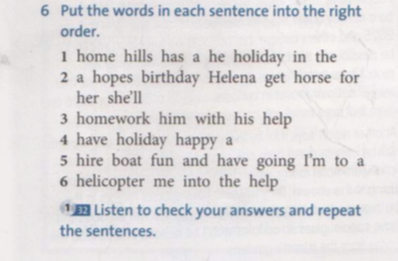 6 Put the words in each sentence into the right
order.
1 home hills has a he holiday in the
2 a hopes birthday Helena get horse for
her she'll
3 homework him with his help
4 have holiday happy a
5 hire boat fun and have going I'm to a
6 helicopter me into the help
1 32 Listen to check your answers and repeat
the sentences.